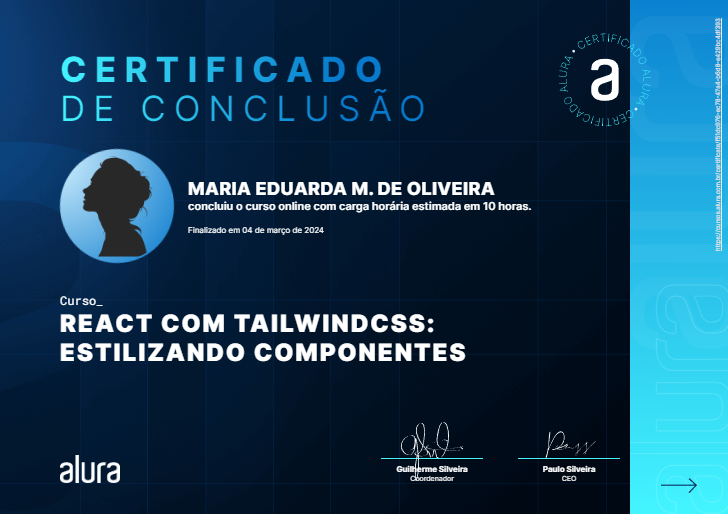 CERTIFICADO
DE CONCLUSÃO
CERTIFICADO ALURA • CERTIFICADO ALURA •
a
MARIA EDUARDA M. DE OLIVEIRA
concluiu o curso online com carga horária estimada em 10 horas.
Finalizado em 04 de março de 2024
Curso_
REACT COM TAILWINDCSS:
ESTILIZANDO COMPONENTES
alura
Guilherme Silveira
Coordenador
Paulo Silveira
CEO
alura